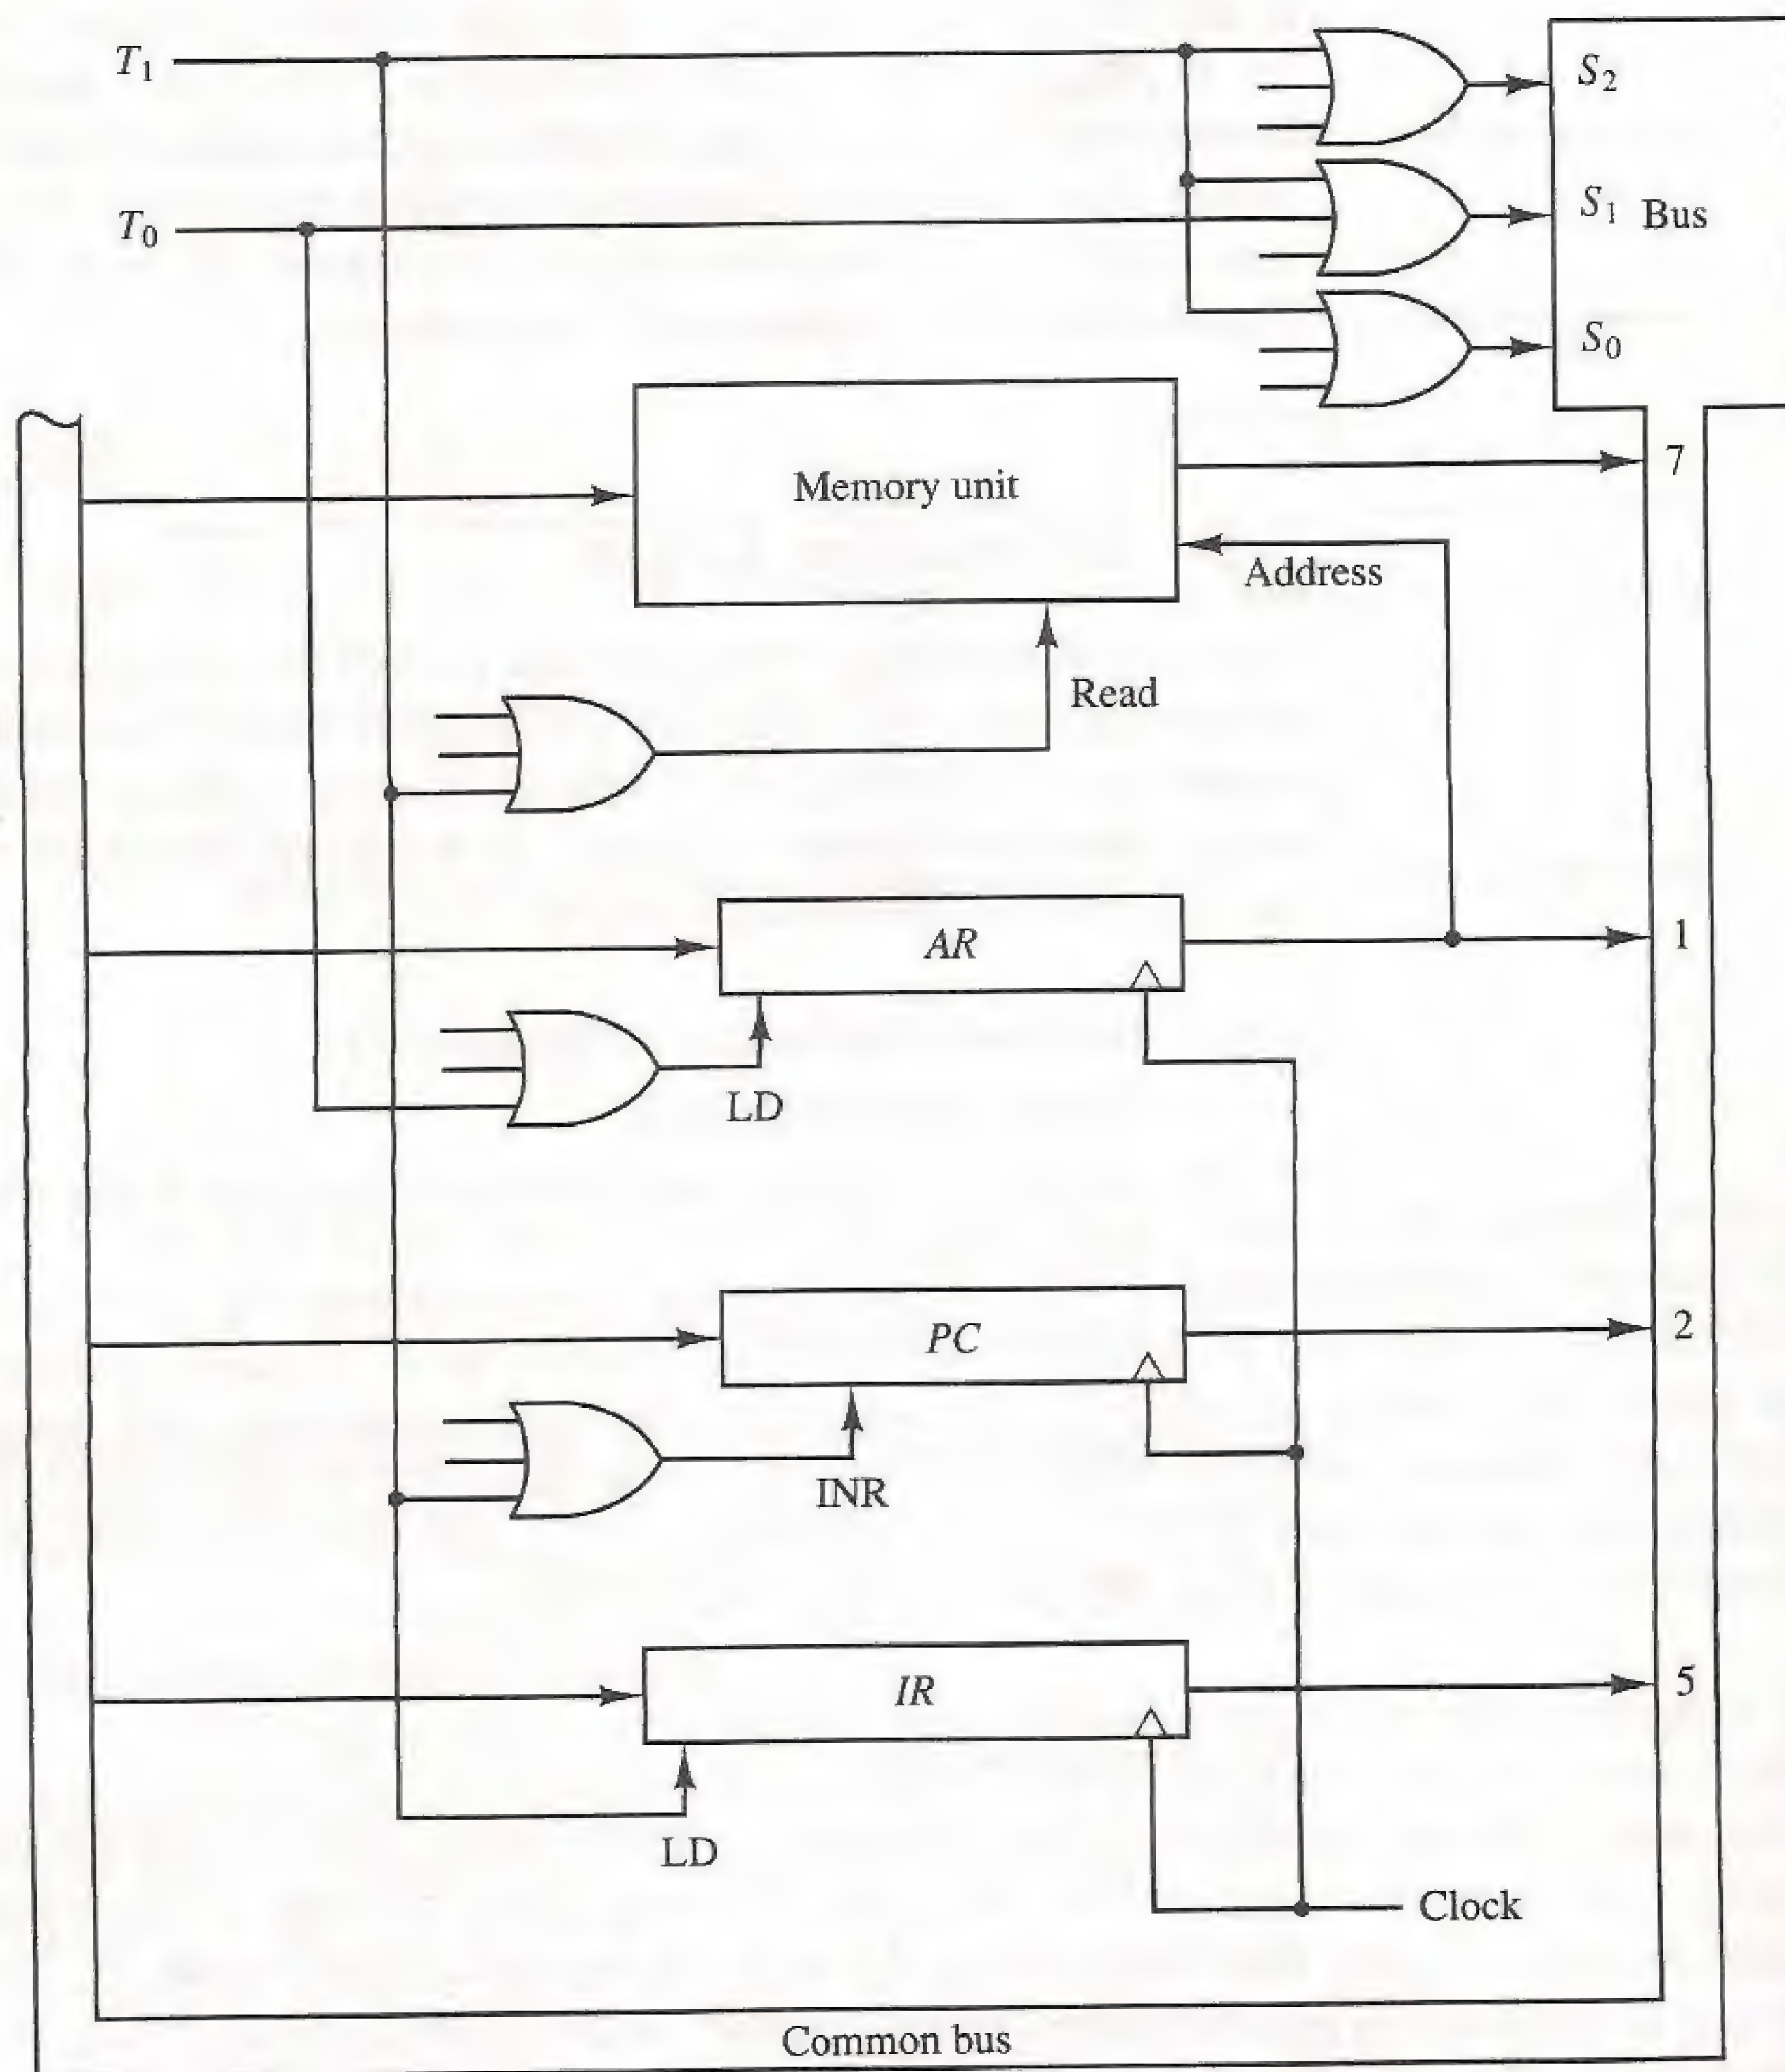 T1
S2
T0
S1 Bus
S0
7
Memory unit
Address
Read
AR
1
LD
PC
2
INR
IR
5
LD
Clock
Common bus